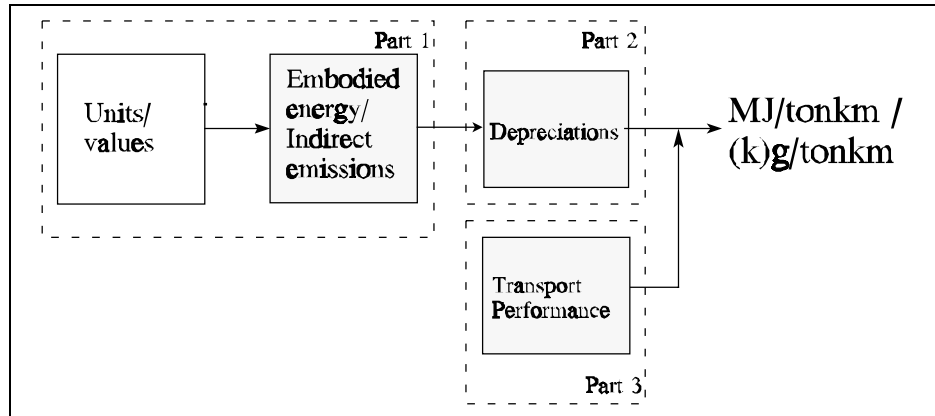 Part 1
Units/
values
Embodied
energy/
Indirect
emissions
Part 2
Depreciations
MJ/tonkm /
(k)g/tonkm
Transport
Performance
Part 3